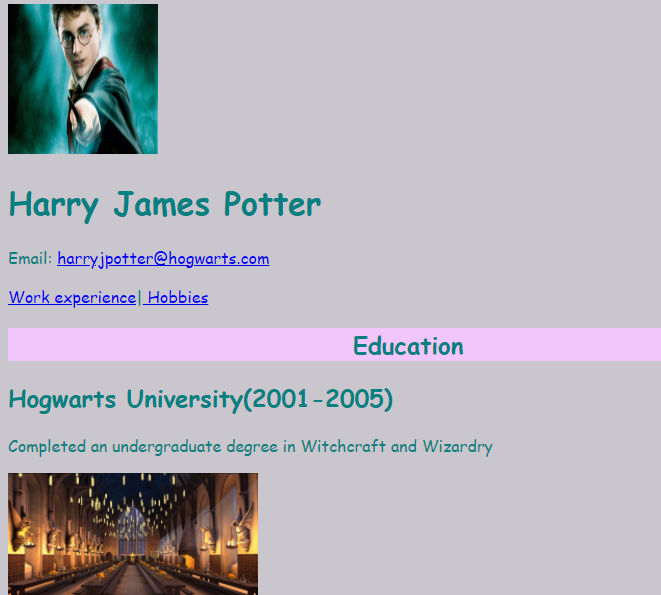 Harry James Potter
Email: harryjpotter@hogwarts.com
Work experience| Hobbies
Education
Hogwarts University(2001-2005)
Completed an undergraduate degree in Witchcraft and Wizardry